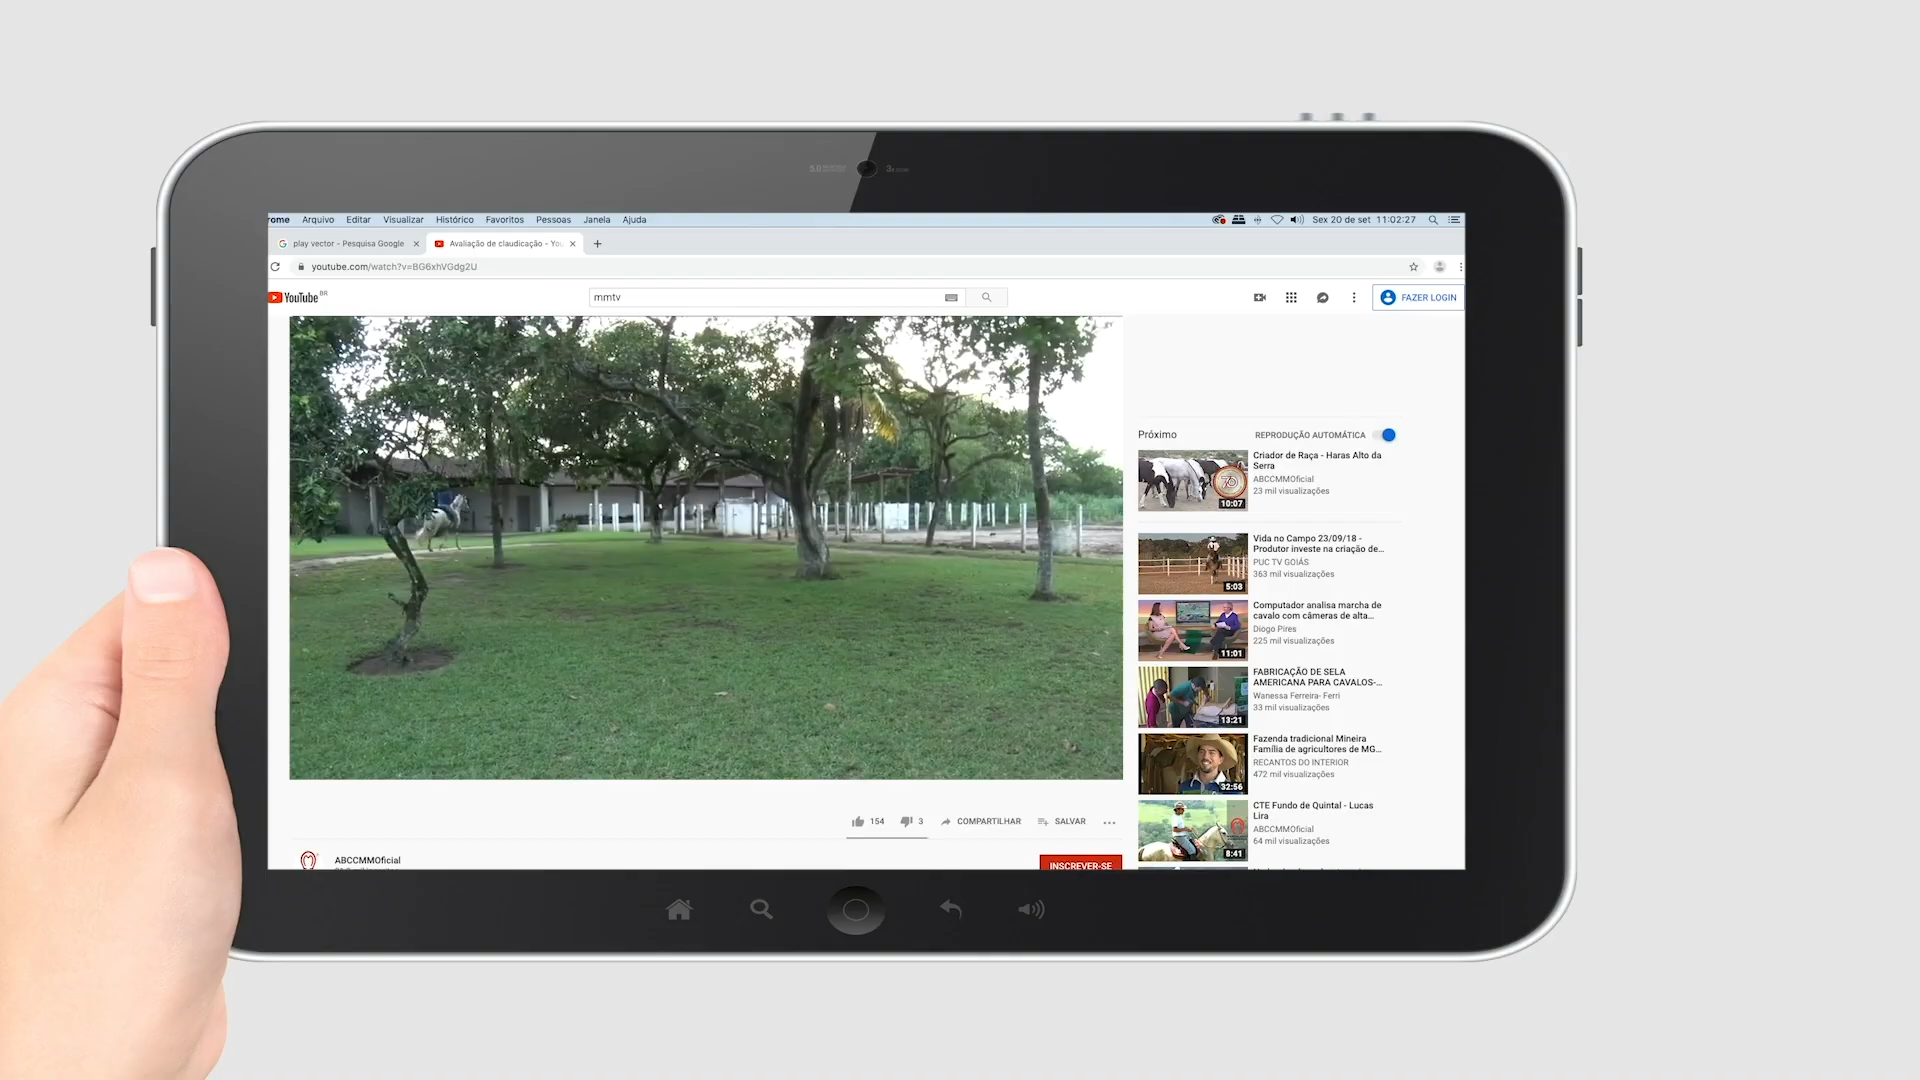 5.0
3x
rome Arquivo Editar Visualizar Histórico Favoritos Pessoas Janela Ajuda
Sex 20 de set 11:02:27
play vector - Pesquisa Google
Avaliação de claudicação - You
youtube.com/watch?v=BG6xhVGdg2U
YouTube BR
mmtv
FAZER LOGIN
Próximo
REPRODUÇÃO AUTOMÁTICA
Criador de Raça - Haras Alto da
Serra
ABCCMMOficial
23 mil visualizações
70
10:07
Vida no Campo 23/09/18 -
Produtor investe na criação de...
PUC TV GOIÁS
363 mil visualizações
5:03
Computador analisa marcha de
cavalo com câmeras de alta...
Diogo Pires
225 mil visualizações
11:01
FABRICAÇÃO DE SELA
AMERICANA PARA CAVALOS-...
Wanessa Ferreira- Ferri
33 mil visualizações
13:21
Fazenda tradicional Mineira
Família de agricultores de MG...
RECANTOS DO INTERIOR
472 mil visualizações
32:56
CTE Fundo de Quintal - Lucas
Lira
ABCCMMOficial
64 mil visualizações
8:41
154 3 COMPARTILHAR SALVAR
ABCCMMOficial
INSCREVER-SE